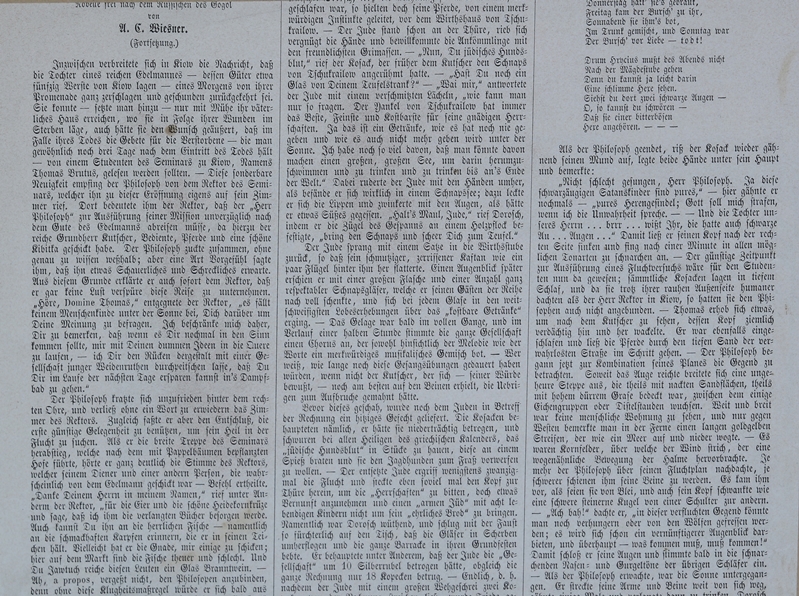 Novelle frei nach dem Russischen des Gogol
von
A. C. Wiesner.
(Fortsetzung.)
Inzwischen verbreitete sich in Kiow die Nachricht, daß
die Tochter eines reichen Edelmannes — dessen Güter etwa
fünfzig Werste von Kiow lagen — eines Morgens von ihrer
Promenade ganz zerschlagen und geschunden zurückgekehrt sei.
Sie konnte — setzte man hinzu — nur mit Mühe ihr väter-
liches Haus erreichen, wo sie in Folge ihrer Wunden im
Sterben läge, auch hätte sie den Wunsch geäußert, daß im
Falle ihres Todes die Gebete für die Verstorbene — die man
gewöhnlich noch drei Tage nach dem Eintritt des Todes hält
— von einem Studenten des Seminars zu Kiow, Namens
Thomas Brutus, gelesen werden sollten. — Diese sonderbare
Neuigkeit empfing der Philosoph von dem Rektor des Semi-
nars, welcher ihn zu dieser Eröffnung eigens auf sein Zim-
mer rief. Dort bedeutete ihm der Rektor, daß der „Herr
Philosoph“ zur Ausführung seiner Mission unverzüglich nach
dem Gute des Edelmanns abreisen müsse, da hierzu der
reiche Grundherr Kutscher, Bediente, Pferde und eine schöne
Kibitka geschickt habe. Der Philosoph zuckte zusammen, ohne
genau zu wissen weßhalb; aber eine Art Vorgefühl sagte
ihm, daß ihn etwas Schauerliches und Schreckliches erwarte.
Aus diesem Grunde erklärte er auch sofort dem Rektor, daß
er gar keine Lust verspüre diese Reise zu unternehmen.
„Höre, Domine Thomas,“ entgegnete der Rektor, „es fällt
keinem Menschenkinde unter der Sonne bei, Dich darüber um
Deine Meinung zu befragen. Ich beschränke mich daher,
Dir zu bemerken, daß wenn es Dir nochmal in den Sinn
kommen sollte, mir mit Deinen dummen Ideen in die Quere
zu laufen, — ich Dir den Rücken dergestalt mit einer Ge-
sellschaft junger Weidenruthen durchpeitschen lasse, daß Du
Dir im Laufe der nächsten Tage ersparen kannst in's Dampf-
bad zu gehen.“
Der Philosoph kratzte sich unzufrieden hinter dem rech-
ten Ohre, und verließ ohne ein Wort zu erwiedern das Zim-
mer des Rektors. Zugleich faßte er aber den Entschluß, die
erste günstige Gelegenheit zu benützen, um sein Heil in der
Flucht zu suchen. Als er die breite Treppe des Seminars
herabstieg, welche nach dem mit Pappelbäumen bepflanzten
Hofe führte, hörte er ganz deutlich die Stimme des Rektors,
welcher seinem Diener und einer andern Person, die wahr-
scheinlich von dem Edelmann geschickt war — Befehl ertheilte.
„Danke Deinem Herrn in meinem Namen,“ rief unter An-
derm der Rektor, „für die Eier und die schöne Heidekornfrüze
und sage, daß ich ihm die verlangten Bücher besorgen werde.
Auch kannst Du ihn an die herrlichen Fische — namentlich
an die schmackhaften Karpfen erinnern, die er in seinen Tei-
chen hält. Vielleicht hat er die Gnade, mir einige zu schicken;
hier auf dem Markt sind die Fische theuer und schlecht. Und
Du Jawtuch reiche diesen Leuten ein Glas Branntwein. —
Ah, a propos, vergeßt nicht, den Philosophen anzubinden,
denn ohne diese Klugheitsmaßregel würde er sich bald aus
geschlafen war, so hielten doch seine Pferde, von einem merk-
würdigen Instinkte geleitet, vor dem Wirthshaus von Tschu-
krailow. — Der Jude stand schon an der Thüre, rieb sich
vergnügt die Hände und bewillkommte die Ankömmlinge mit
den freundlichsten Grimassen. — „Nun, Du jüdisches Hunds-
blut,“ rief der Kosack, der früher dem Kutscher den Schnaps
von Tschukrailow angerühmt hatte. — „Hast Du noch ein
Glas von Deinem Teufelstrank?“ — „Wai mir,“ antwortete
der Jude mit einem verschmitzten Lächeln, „wie kann man
nur so fragen. Der Jankel von Tschukrailow hat immer
das Beste, Feinste und Kostbarste für seine gnädigen Herr-
schaften. Ja das ist ein Getränke, wie es hat noch nie ge-
geben und wie es auch nicht mehr geben wird unter der
Sonne. Ich habe noch so viel davon, daß man könnte davon
machen einen großen, großen See, um darin herumzu-
schwimmen und zu trinken und zu trinken bis an's Ende
der Welt.“ Dabei ruderte der Jude mit den Händen umher,
als befände er sich wirklich in einem Schnapssee; dazu leckte
er sich die Lippen und zwinkerte mit den Augen, als hätte
er etwas Süßes gegessen. „Halt's Maul, Jude,“ rief Dorosch,
indem er die Zügel des Gespanns an einem Holzpflock be-
festigte, „bring den Schnaps und scheer Dich zum Teufel.“
Der Jude sprang mit einem Satze in die Wirthsstube
zurück, so daß sein schmutziger, zerrissener Kaftan wie ein
paar Flügel hinter ihm her flatterte. Einen Augenblick später
erschien er mit einer großen Flasche und einer Anzahl ganz
respektabler Schnapsgläser, welche er seinen Gästen der Reihe
nach voll schenkte, und sich bei jedem Glase in den weit-
schweifigsten Lobeserhebungen über das „kostbare Getränke“
erging. — Das Gelage war bald im vollen Gange, und im
Verlauf einer halben Stunde stimmte die ganze Gesellschaft
einen Chorus an, der sowohl hinsichtlich der Melodie wie der
Worte ein merkwürdiges musikalisches Gemisch bot. — Wer
weiß, wie lange noch diese Gesangsübungen gedauert haben
würden, wenn nicht der Kutscher, der sich — seiner Würde
bewußt, — noch am besten auf den Beinen erhielt, die Uebri-
gen zum Aufbruche gemahnt hätte.
Bevor dieses geschah, wurde noch dem Juden in Betreff
der Rechnung ein hitziges Gefecht geliefert. Die Kosacken be-
haupteten nämlich, er hätte sie niederträchtig betrogen, und
schwuren bei allen Heiligen des griechischen Kalenders, das
„jüdische Hundsblut“ in Stücke zu hauen, diese an einem
Spieß braten und sie den Jagdhunden zum Fraß vorwerfen
zu wollen. — Der entsetzte Jude ergriff wenigstens zwanzig-
mal die Flucht und steckte eben soviel mal den Kopf zur
Thüre herein, um die „Herrschaften“ zu bitten, doch etwas
Vernunft anzunehmen und einen „armen Jüd“ mit acht le-
bendigen Kindern nicht um sein „ehrliches Brod“ zu bringen.
Namentlich war Dorosch wüthend, und schlug mit der Faust
so fürchterlich auf den Tisch, daß die Gläser in Scherben
umherflogen und die ganze Barracke in ihren Grundfesten
bebte. Er behauptete unter Anderem, daß der Jude die „Ge-
sellschaft“ um 10 Silberrubel betrogen hätte, obgleich die
ganze Rechnung nur 18 Kopecken betrug. — Endlich, d. h.
nachdem der Jude mit einem großen Wehgeschrei zwei Ko-
Donnerstag hatt' sie's gebraut,
Freitag kam der Bursch' zu ihr,
Sonnabend sie ihm's bot,
Im Trunk gemischt, und Sonntag war
Der Bursch' vor Liebe — todt!
Drum Hryciu mußt des Abends nicht
Nach der Mägdestube gehen
Denn du kannst ja leicht darin
Eine schlimme Hexe sehen.
Siehst du dort zwei schwarze Augen —
O, so kannst du schwören —
Daß sie einer bitterbösen
Hexe angehören. — — —
Als der Philosoph geendet, riß der Kosack wieder gäh-
nend seinen Mund auf, legte beide Hände unter sein Haupt
und bemerkte:
„Nicht schlecht gesungen, Herr Philosoph. Ja diese
schwarzäugigen Satanskinder sind pures,“ — hier gähnte er
nochmals — „pures Hexengesindel; Gott soll mich strafen,
wenn ich die Unwahrheit spreche. — — Und die Tochter un-
seres Herrn . . . brr . . . wißt Ihr, die hatte auch schwarze
Au . . . Augen . . .“ Damit ließ er seinen Kopf nach der rech-
ten Seite sinken und fing nach einer Minute in allen mög-
lichen Tonarten zu schnarchen an. — Der günstige Zeitpunkt
zur Ausführung eines Fluchtversuchs wäre für den Studen-
ten nun da gewesen; sämmtliche Kosacken lagen in tiefem
Schlaf, und da sie trotz ihrer rauhen Außenseite humaner
dachten als der Herr Rektor in Kiow, so hatten sie den Phi-
losophen auch nicht angebunden. — Thomas erhob sich etwas,
um nach dem Kutscher zu sehen, dessen Kopf ziemlich
verdächtig hin und her wackelte. Er war ebenfalls einge-
schlafen und ließ die Pferde durch den tiefen Sand der ver-
wahrlosten Straße im Schritt gehen. — Der Philosoph be-
gann jetzt zur Kombination seines Planes die Gegend zu
betrachten. Soweit das Auge reichte breitete sich eine unge-
heure Steppe aus, die theils mit nackten Sandflächen, theils
mit hohem dürrem Gras bedeckt war, zwischen dem einige
Eichengruppen oder Distelstauden wuchsen. Weit und breit
war keine menschliche Wohnung zu sehen, und nur gegen
Westen bemerkte man in der Ferne einen langen goldgelben
Streifen, der wie ein Meer auf und nieder wogte. — Es
waren Kornfelder, über welche der Wind strich, der eine
wogenähnliche Bewegung der Halme hervorbrachte. Je
mehr der Philosoph über seinen Fluchtplan nachdachte, je
schwerer schienen ihm seine Beine zu werden. Es kam ihm
vor, als seien sie von Blei, und auch sein Kopf schwankte wie
eine schwere steinerne Kugel von einer Schulter zur andern.
— „Ach bah!“ dachte er, „in dieser verfluchten Gegend könnte
man noch verhungern oder von den Wölfen gefressen wer-
den; es wird sich schon ein vernünftigerer Augenblick dar-
bieten, und überhaupt — was kommen muß, muß kommen!“
Damit schloß er seine Augen und stimmte bald in die schnar-
chenden Nasen- und Gurgeltöne der übrigen Schläfer ein.
— Als der Philosoph erwachte, war die Sonne untergegan-
gen. Er streckte seine Arme und Beine weit von sich weg,